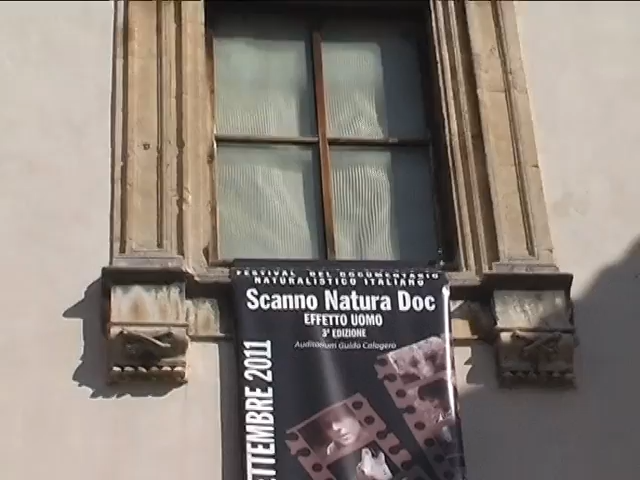 FESTIVAL DEL DOCUMENTARIO
NATURALISTICO ITALIANO
Scanno Natura Doc
EFFETTO UOMO
3ª EDIZIONE
Auditorium Guido Calogero
TTEMBRE 2011